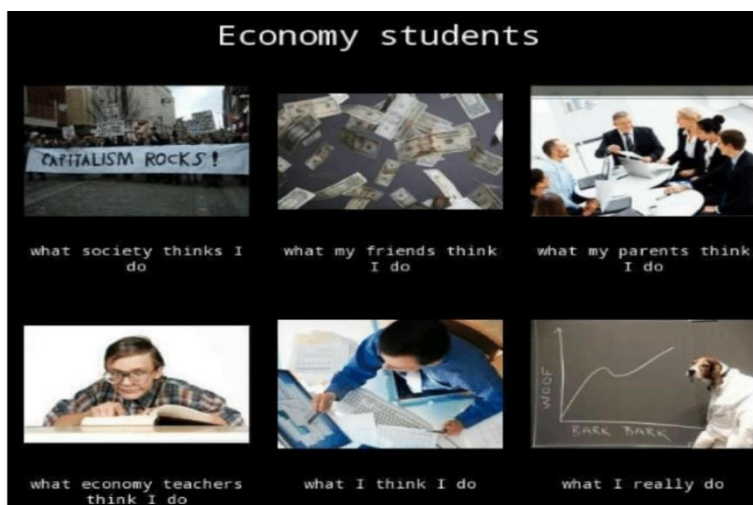 Economy students
CAPITALISM ROCKS!
what society thinks I
do
what my friends think
I do
what my parents think
I do
WOOF
BARK BARK
what economy teachers
think I do
what I think I do
what I really do